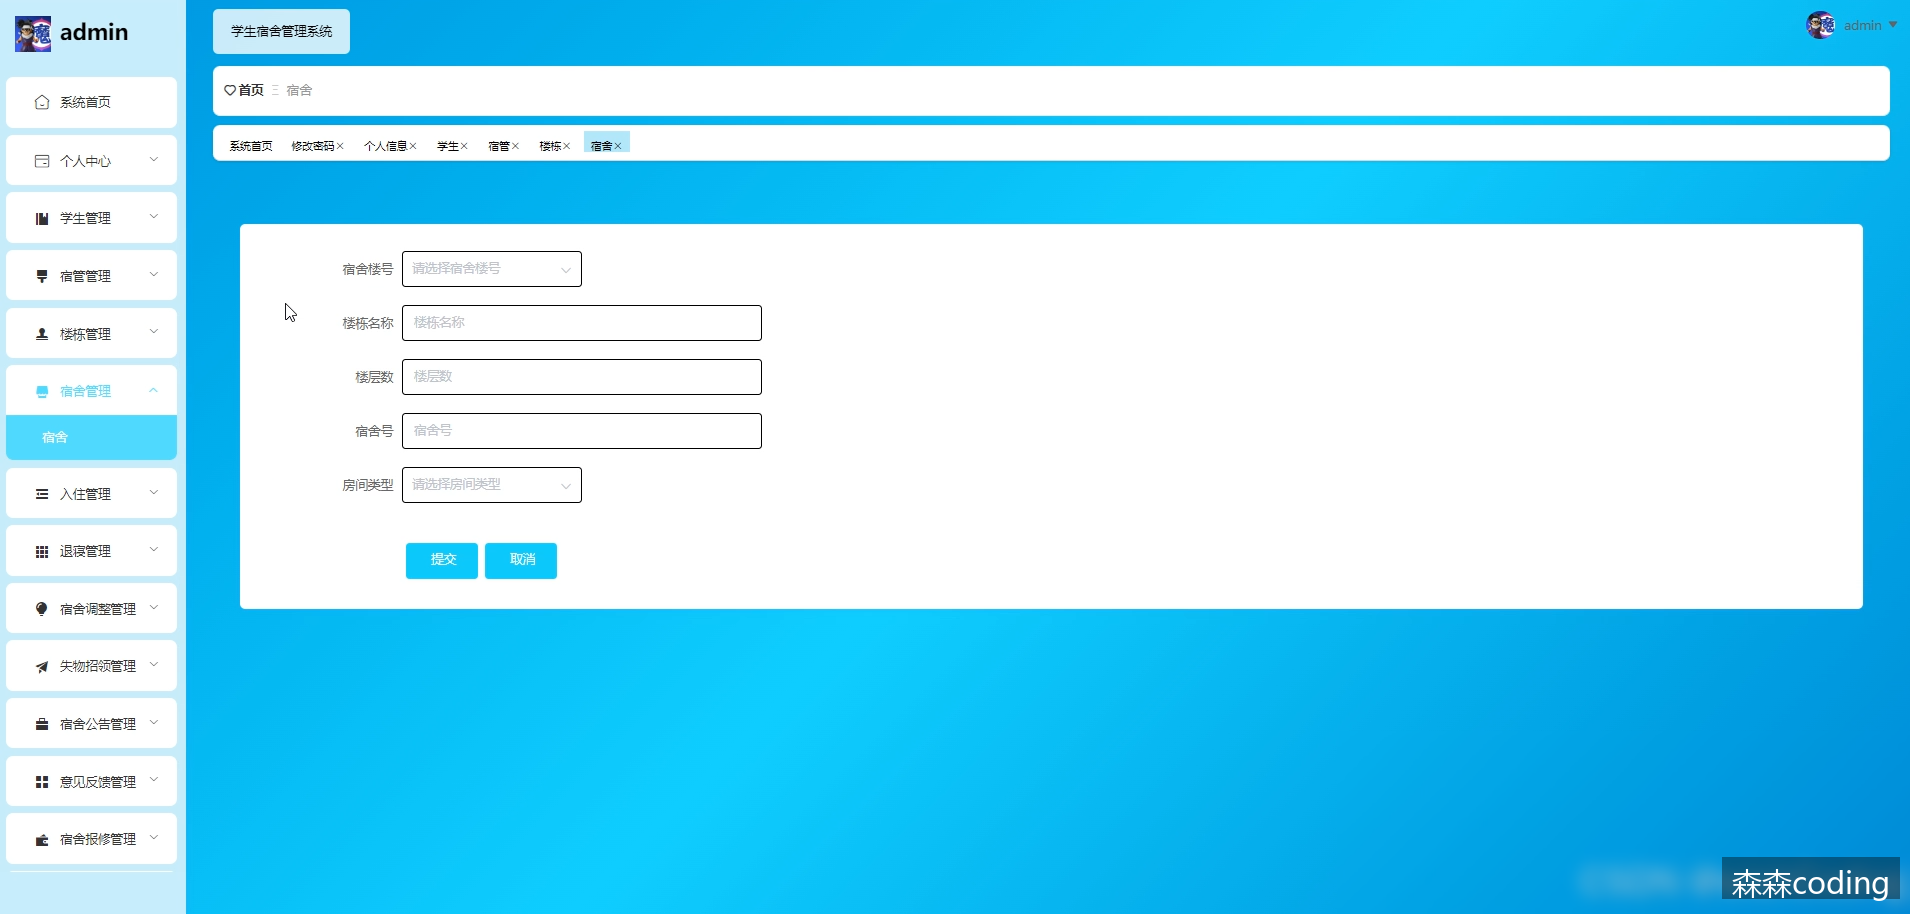 admin
学生宿舍管理系统
admin
首页 宿舍
系统首页 修改密码 个人信息 学生 宿管 楼栋 宿舍
系统首页
个人中心
学生管理
宿管管理
楼栋管理
宿舍管理
宿舍
入住管理
退寝管理
宿舍调整管理
失物招领管理
宿舍公告管理
意见反馈管理
宿舍报修管理
宿舍楼号 请选择宿舍楼号
楼栋名称 楼栋名称
楼层数 楼层数
宿舍号 宿舍号
房间类型 请选择房间类型
提交 取消
森森coding